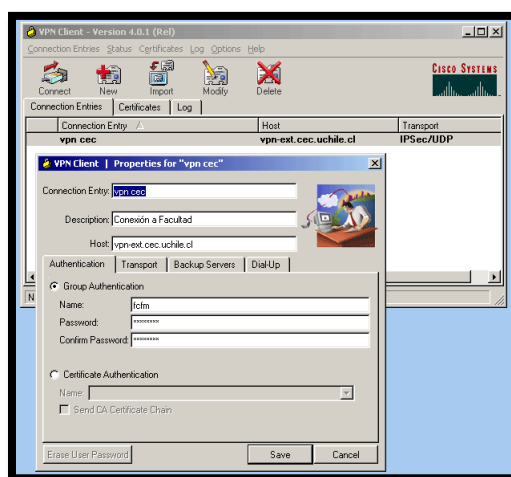 VPN Client - Version 4.0.1 (Rel)
Connection Entries Status Certificates Log Options Help
Connect New Import Modify Delete
CISCO SYSTEMS
Connection Entries Certificates Log
Connection Entry Host Transport
vpn cec vpn-ext.cec.uchile.cl IPSec/UDP
VPN Client | Properties for "vpn cec"
Connection Entry: vpn cec
Description: Conexión a Facultad
Host: vpn-ext.cec.uchile.cl
Authentication Transport Backup Servers Dial-Up
N
Group Authentication
Name: fcfm
Password: ********
Confirm Password: ********
Certificate Authentication
Name:
Send CA Certificate Chain
Erase User Password Save Cancel